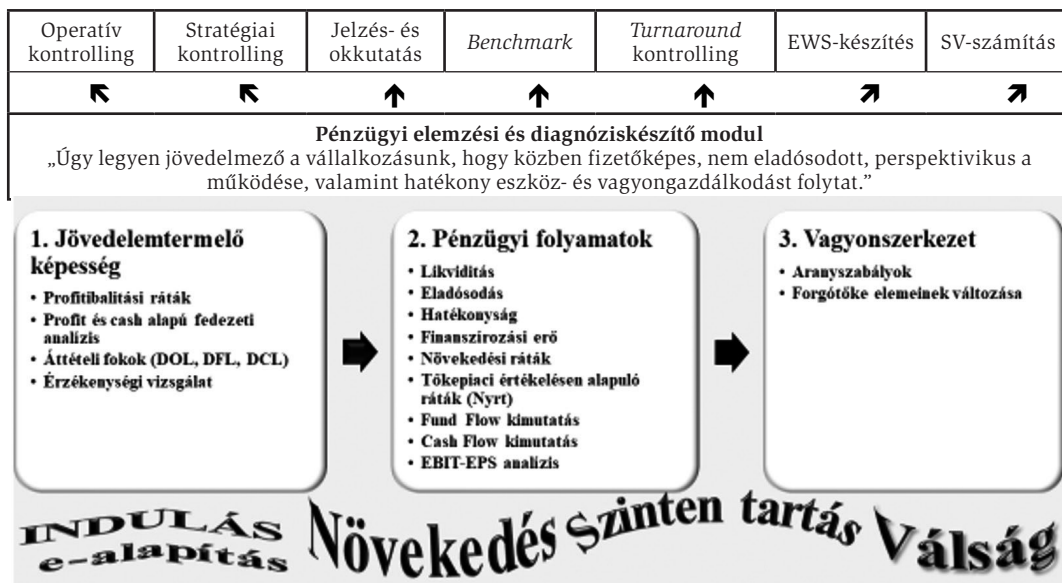 Operatív kontrolling
Stratégiai kontrolling
Jelzés- és okkutatás
Benchmark
Turnaround kontrolling
EWS-készítés
SV-számítás
Pénzügyi elemzési és diagnóziskészítő modul
„Úgy legyen jövedelmező a vállalkozásunk, hogy közben fizetőképes, nem eladósodott, perspektivikus a
működése, valamint hatékony eszköz- és vagyongazdálkodást folytat.”
1. Jövedelemtermelő
képesség
• Profitibalitási ráták
• Profit és cash alapú fedezeti
analízis
• Áttételi fokok (DOL, DFL, DCL)
• Érzékenységi vizsgálat
2. Pénzügyi folyamatok
• Likviditás
• Eladósodás
• Hatékonyság
• Finanszírozási erő
• Növekedési ráták
• Tőkepiaci értékelésen alapuló
ráták (Nyrt)
• Fund Flow kimutatás
• Cash Flow kimutatás
• EBIT-EPS analízis
3. Vagyonszerkezet
• Aranyszabályok
• Forgótőke elemeinek változása
INDULÁS
e-alapítás
Növekedés
Szinten tartás
Válság